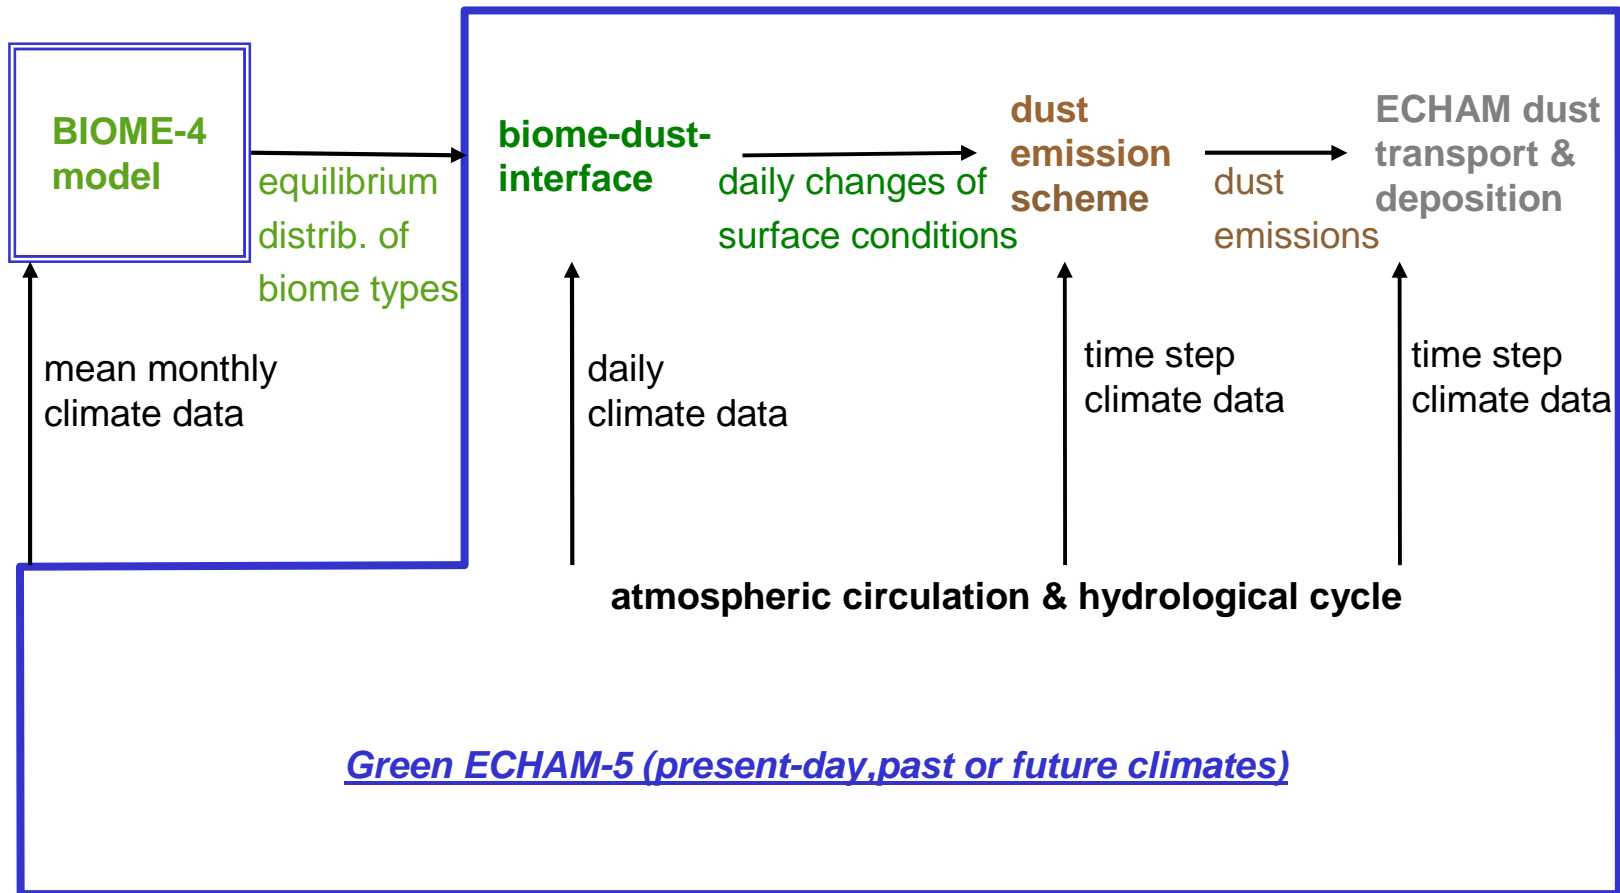 BIOME-4
model
equilibrium
distrib. of
biome types
biome-dust-
interface
daily changes of
surface conditions
dust
emission
scheme
dust
emissions
ECHAM dust
transport &
deposition
mean monthly
climate data
daily
climate data
time step
climate data
time step
climate data
atmospheric circulation & hydrological cycle
Green ECHAM-5 (present-day,past or future climates)